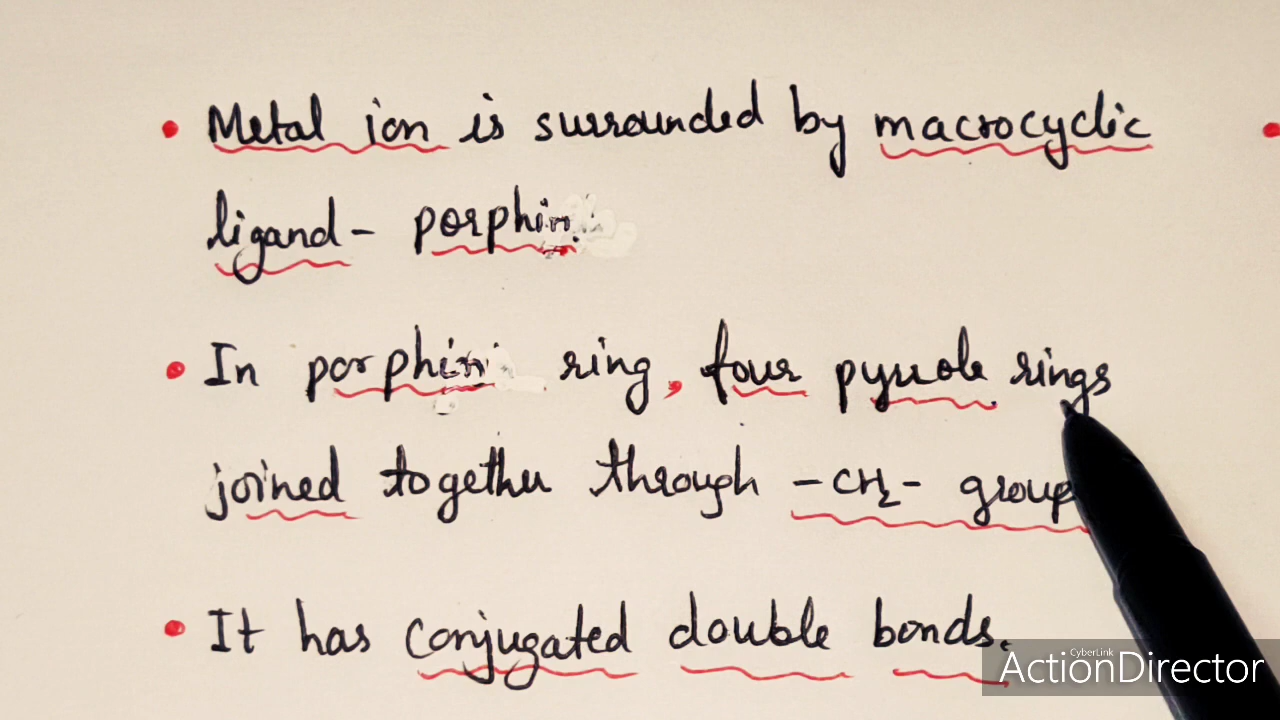 • Metal ion is surrounded by macrocyclic
ligand - porphin
• In porphin ring, four pyrrole rings
joined together through -CH2- group
• It has conjugated double bonds.
CyberLink
ActionDirector